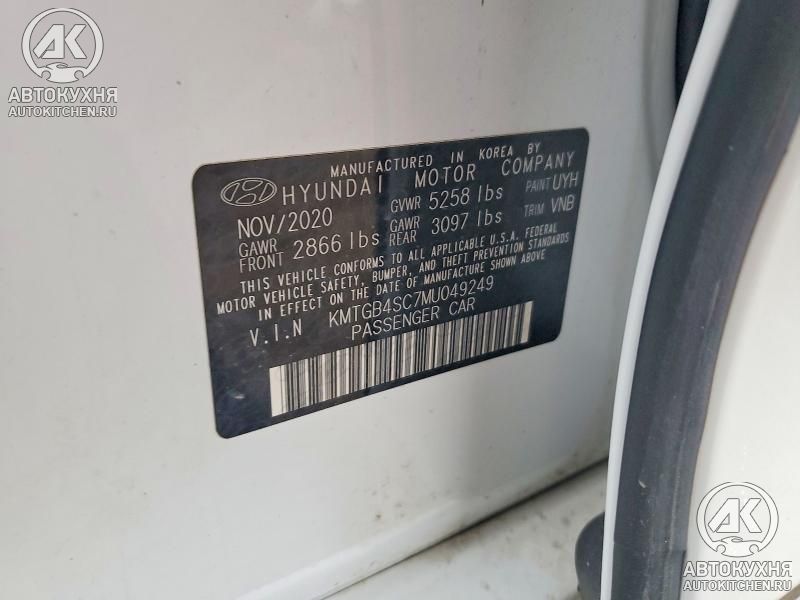 AK
АВТОКУХНЯ
AUTOKITCHEN.RU
MANUFACTURED IN KOREA BY
HYUNDAI MOTOR COMPANY
NOV/2020 GVWR 5258 lbs PAINT UYH
GAWR FRONT 2866 lbs GAWR REAR 3097 lbs TRIM VNB
THIS VEHICLE CONFORMS TO ALL APPLICABLE U.S.A. FEDERAL
MOTOR VEHICLE SAFETY, BUMPER, AND THEFT PREVENTION STANDARDS
IN EFFECT ON THE DATE OF MANUFACTURE SHOWN ABOVE.
V.I.N KMTGB4SC7MU049249
PASSENGER CAR
AK
АВТОКУХНЯ
AUTOKITCHEN.RU